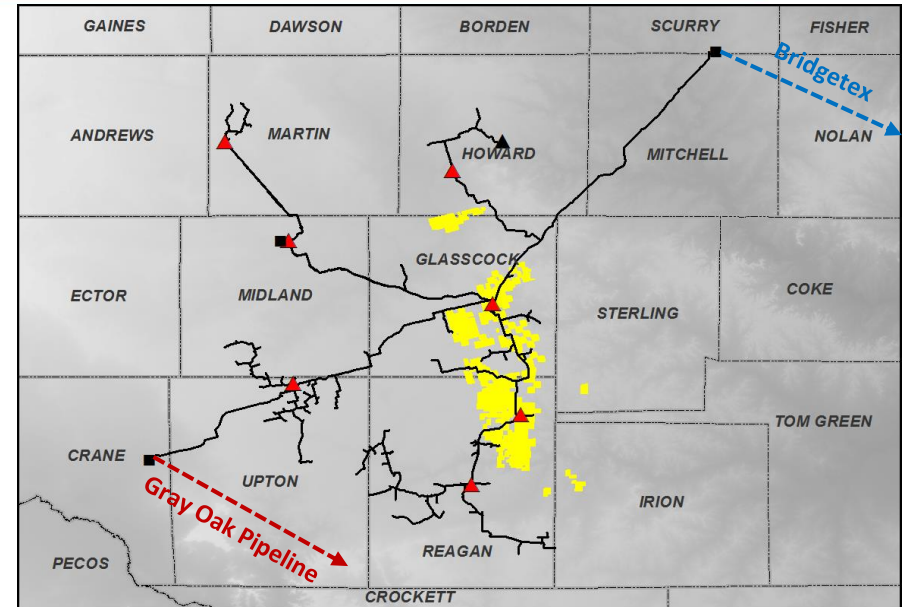 GAINES
DAWSON
BORDEN
SCURRY
FISHER
Bridgetex
ANDREWS
MARTIN
HOWARD
MITCHELL
NOLAN
GLASSCOCK
ECTOR
MIDLAND
STERLING
COKE
CRANE
UPTON
Gray Oak Pipeline
TOM GREEN
IRION
REAGAN
PECOS
CROCKETT